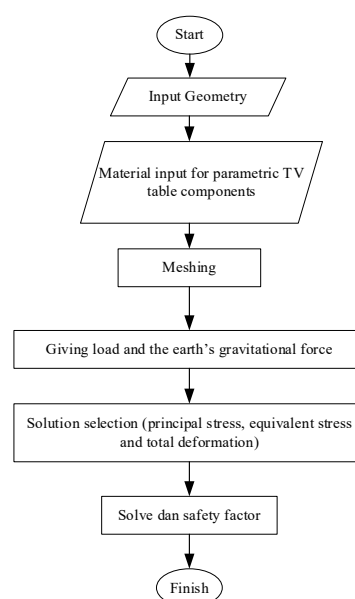 Start
Input Geometry
Material input for parametric TV
table components
Meshing
Giving load and the earth's gravitational force
Solution selection (principal stress, equivalent stress
and total deformation)
Solve dan safety factor
Finish